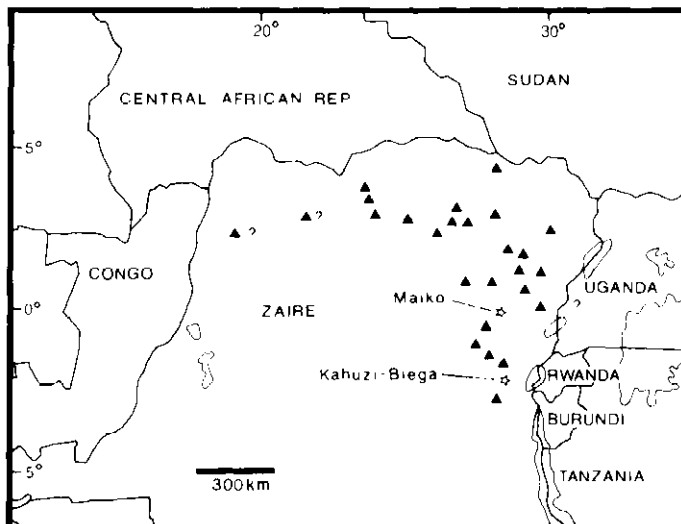 20°
30°
SUDAN
CENTRAL AFRICAN REP
5°
?
?
CONGO
UGANDA
Maiko
0°
ZAIRE
?
Kahuzi-Biega
RWANDA
BURUNDI
5°
TANZANIA
300km